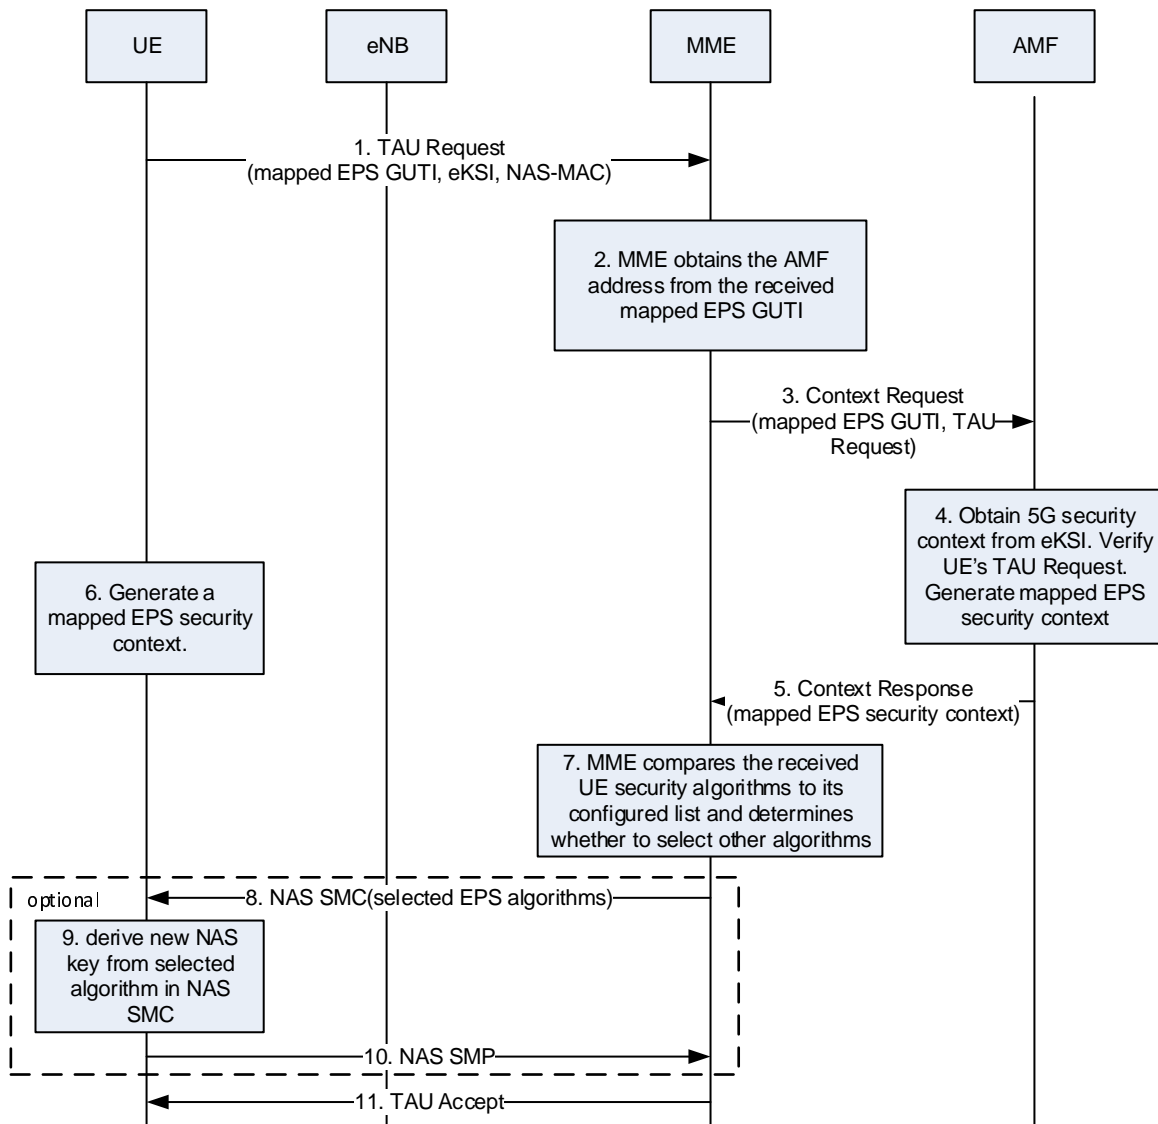 UE
eNB
MME
AMF
1. TAU Request
(mapped EPS GUTI, eKSI, NAS-MAC)
2. MME obtains the AMF
address from the received
mapped EPS GUTI
3. Context Request
(mapped EPS GUTI, TAU
Request)
4. Obtain 5G security
context from eKSI. Verify
UE's TAU Request.
Generate mapped EPS
security context
6. Generate a
mapped EPS security
context.
5. Context Response
(mapped EPS security context)
7. MME compares the received
UE security algorithms to its
configured list and determines
whether to select other algorithms
optional
8. NAS SMC(selected EPS algorithms)
9. derive new NAS
key from selected
algorithm in NAS
SMC
10. NAS SMP
11. TAU Accept